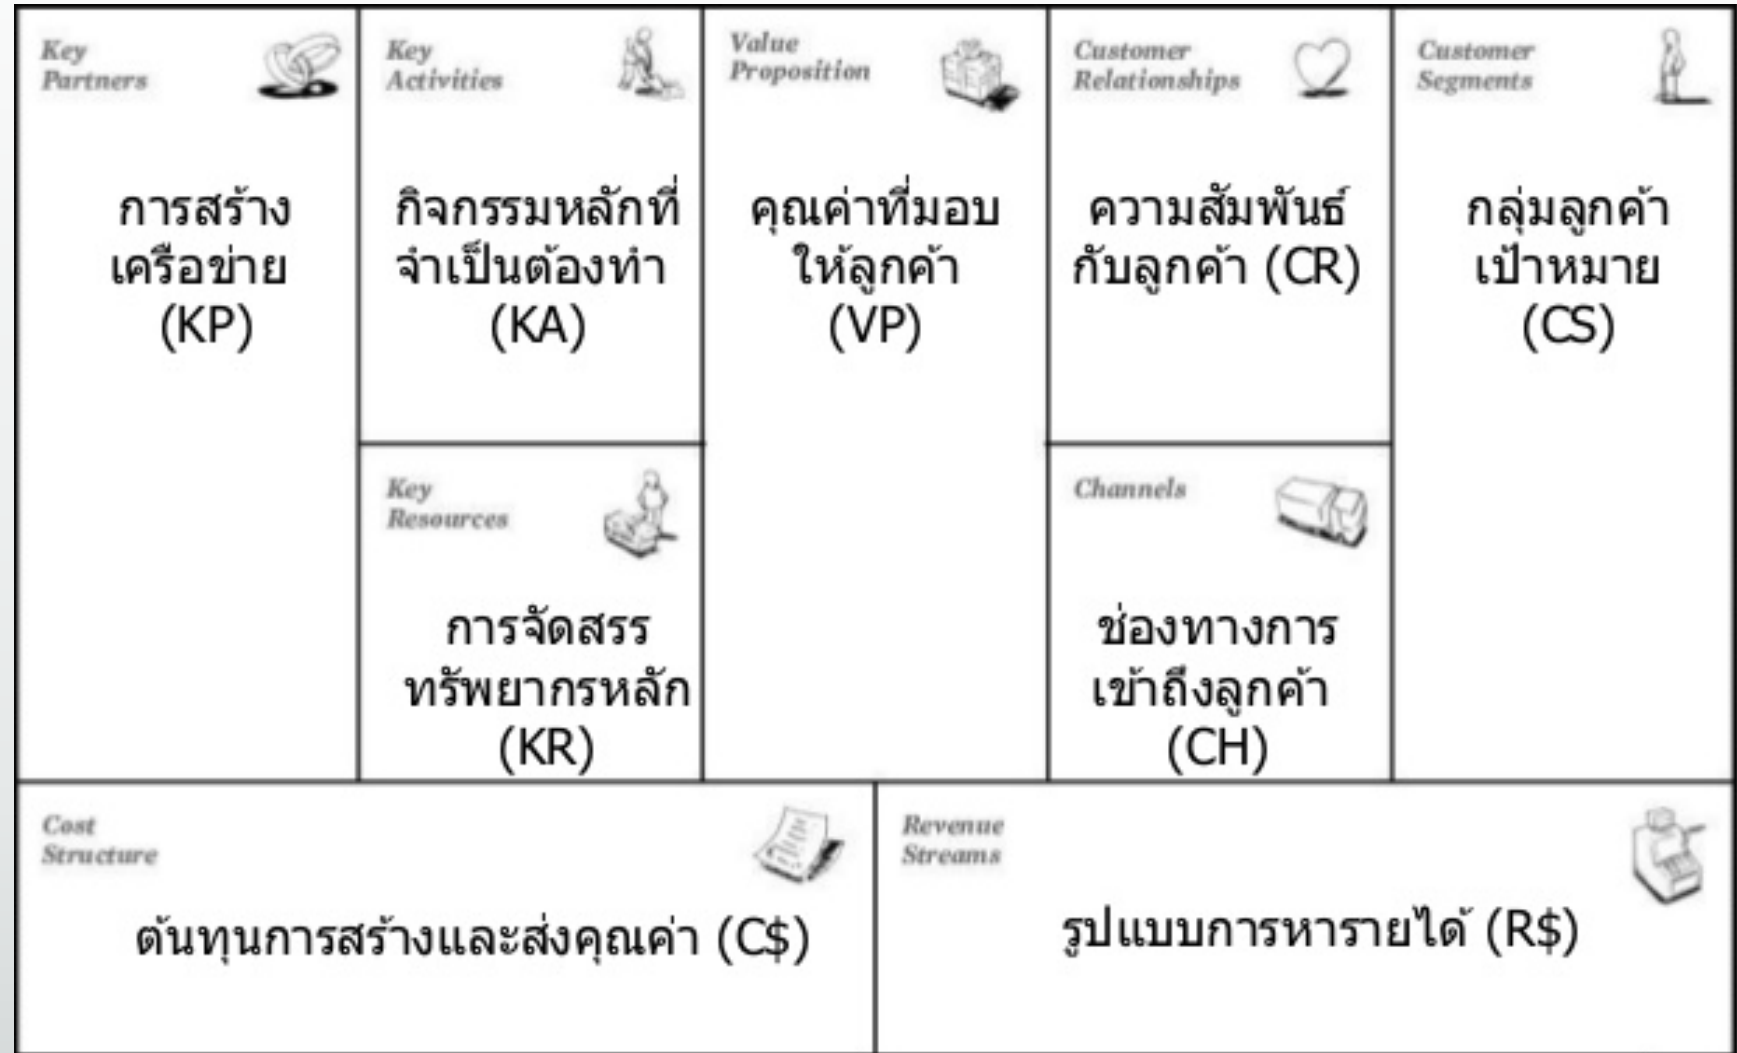 Key
Partners
การสร้าง
เครือข่าย
(KP)
Key
Activities
กิจกรรมหลักที่
จำเป็นต้องทำ
(KA)
Key
Resources
การจัดสรร
ทรัพยากรหลัก
(KR)
Value
Proposition
คุณค่าที่มอบ
ให้ลูกค้า
(VP)
Customer
Relationships
ความสัมพันธ์
กับลูกค้า (CR)
Channels
ช่องทางการ
เข้าถึงลูกค้า
(CH)
Customer
Segments
กลุ่มลูกค้า
เป้าหมาย
(CS)
Cost
Structure
ต้นทุนการสร้างและส่งคุณค่า (C$)
Revenue
Streams
รูปแบบการหารายได้ (R$)